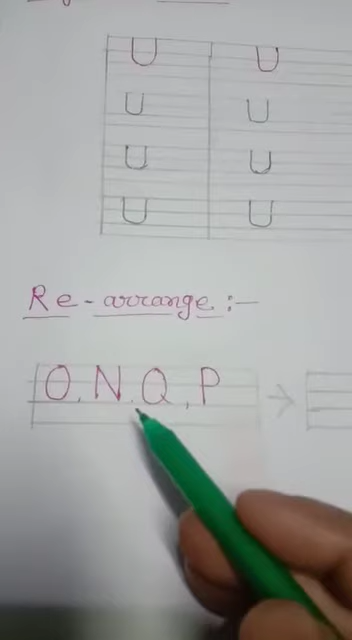 U U
U U
U U
U U
Re-arrange :-
O, N, Q, P →